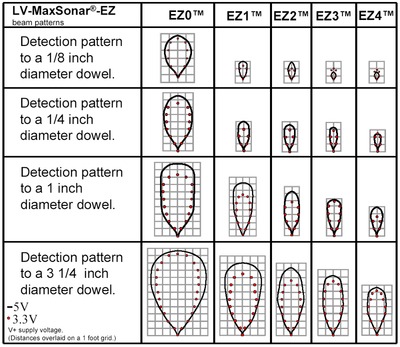 LV-MaxSonar®-EZ
beam patterns
EZ0™ EZ1™ EZ2™ EZ3™ EZ4™
Detection pattern
to a 1/8 inch
diameter dowel.
Detection pattern
to a 1/4 inch
diameter dowel.
Detection pattern
to a 1 inch
diameter dowel.
Detection pattern
to a 3 1/4 inch
diameter dowel.
5V
3.3V
V+ supply voltage.
(Distances overlaid on a 1 foot grid.)